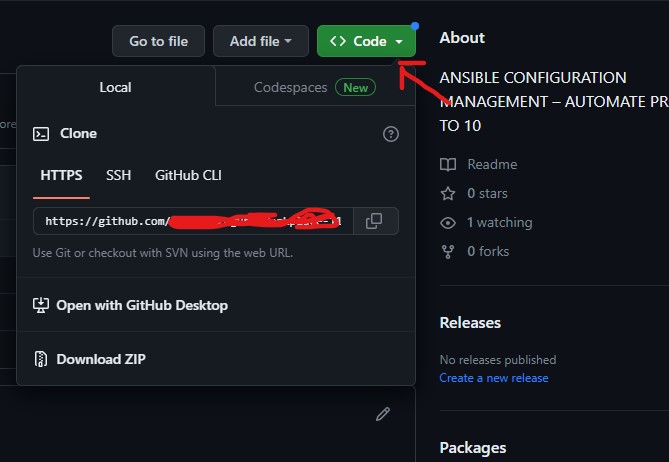 Go to file
Add file
<> Code
About
ANSIBLE CONFIGURATION
MANAGEMENT – AUTOMATE PR
TO 10
Local
Codespaces New
ore
Clone
HTTPS SSH GitHub CLI
https://github.com/
Use Git or checkout with SVN using the web URL.
Open with GitHub Desktop
Download ZIP
Readme
0 stars
1 watching
0 forks
Releases
No releases published
Create a new release
Packages